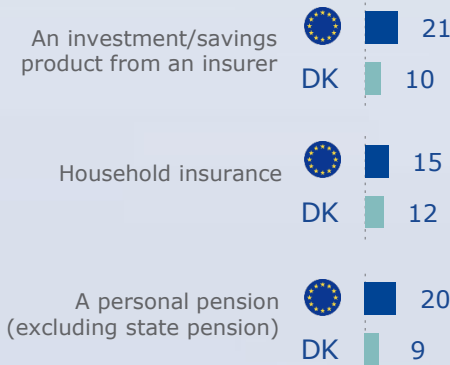 An investment/savings
product from an insurer
21
DK 10
Household insurance
15
DK 12
A personal pension
(excluding state pension)
20
DK 9